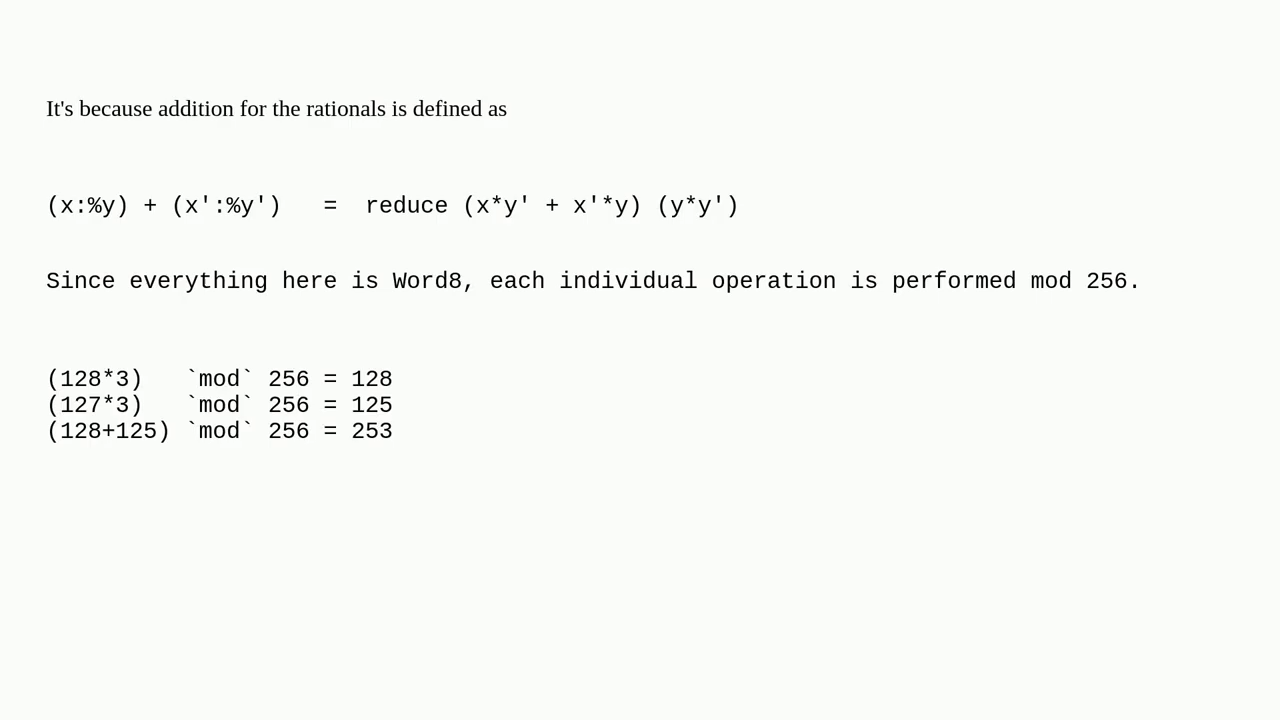 It's because addition for the rationals is defined as
(x:%y) + (x':%y')   =  reduce (x*y' + x'*y) (y*y')
Since everything here is Word8, each individual operation is performed mod 256.
(128*3)   `mod` 256 = 128
(127*3)   `mod` 256 = 125
(128+125) `mod` 256 = 253